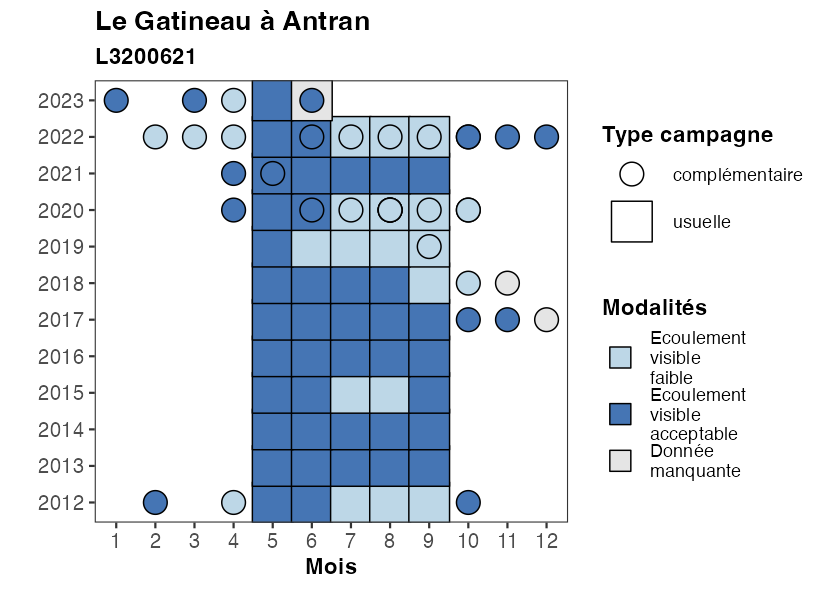 Le Gatineau à Antran
L3200621
2023
2022
2021
2020
2019
2018
2017
2016
2015
2014
2013
2012
1 2 3 4 5 6 7 8 9 10 11 12
Mois
Type campagne
complémentaire
usuelle
Modalités
Ecoulement
visible
faible
Ecoulement
visible
acceptable
Donnée
manquante